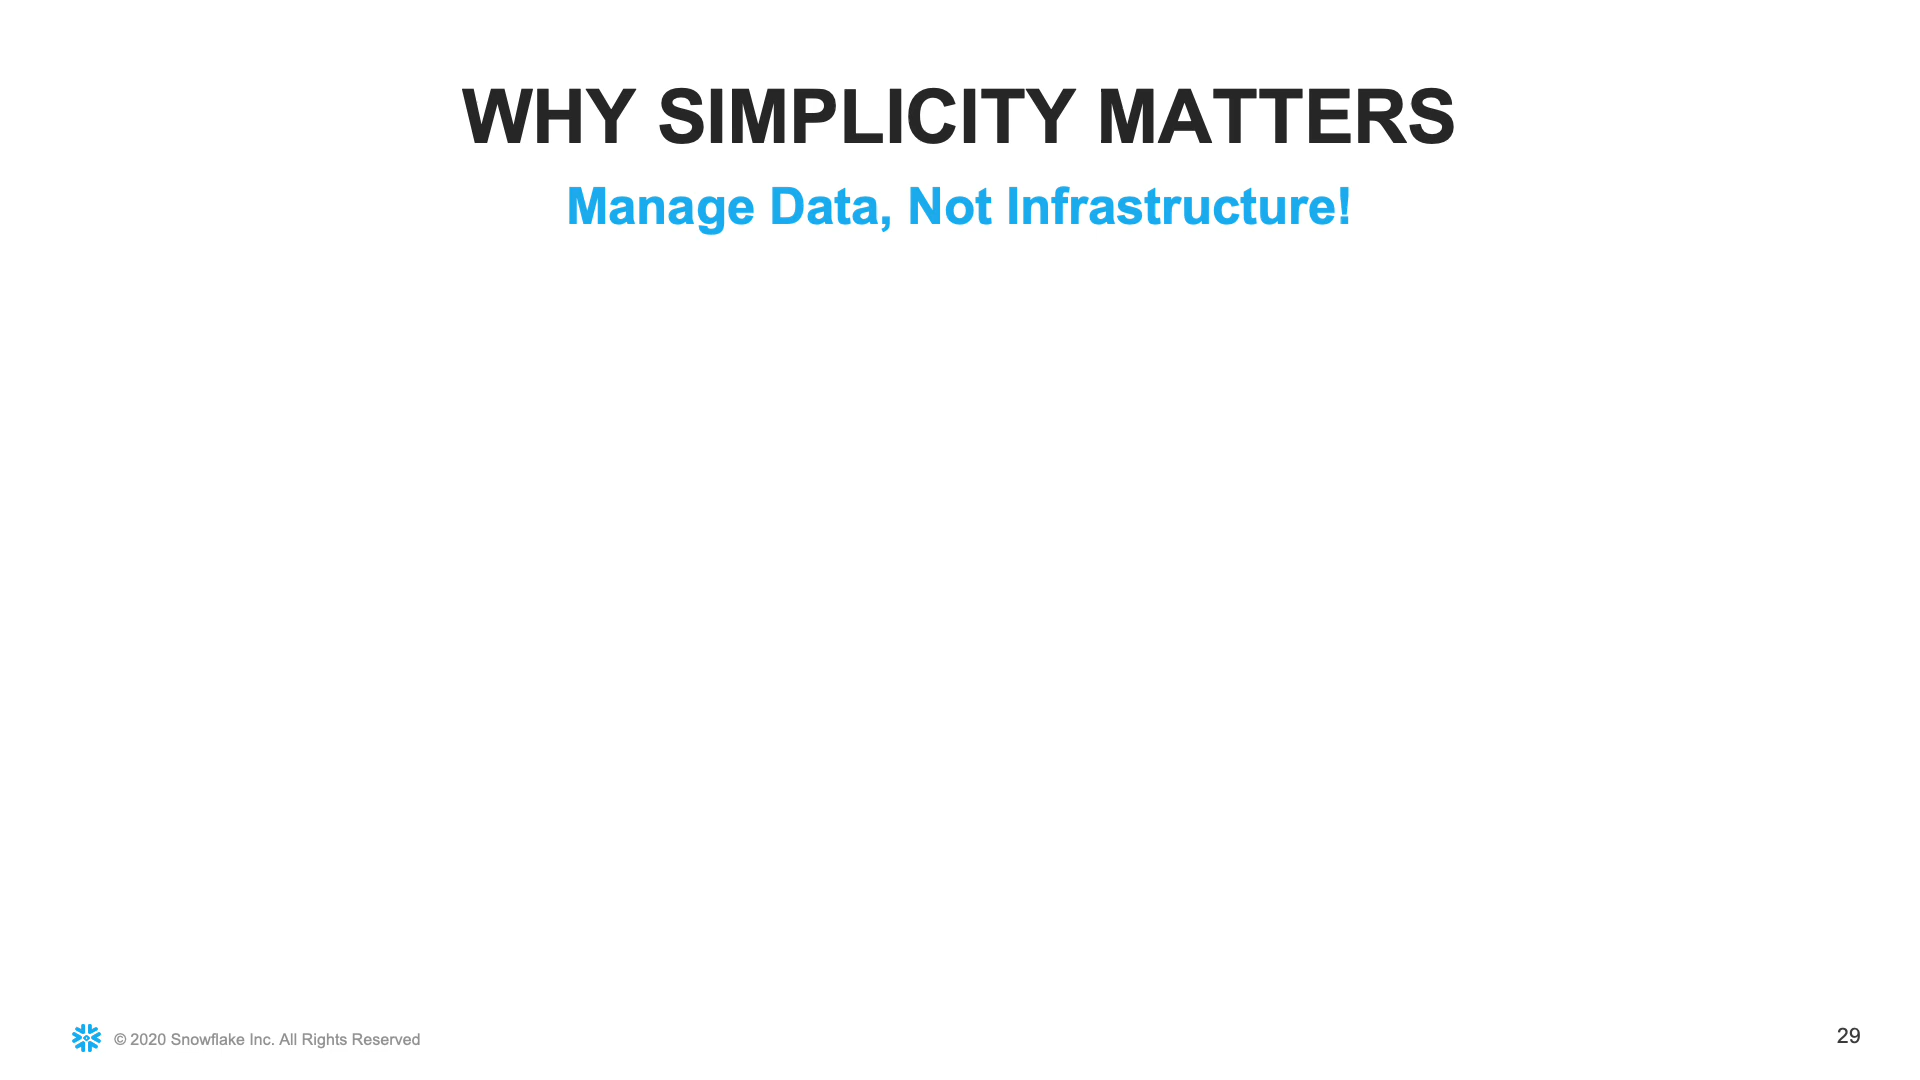 WHY SIMPLICITY MATTERS
Manage Data, Not Infrastructure!
© 2020 Snowflake Inc. All Rights Reserved
29